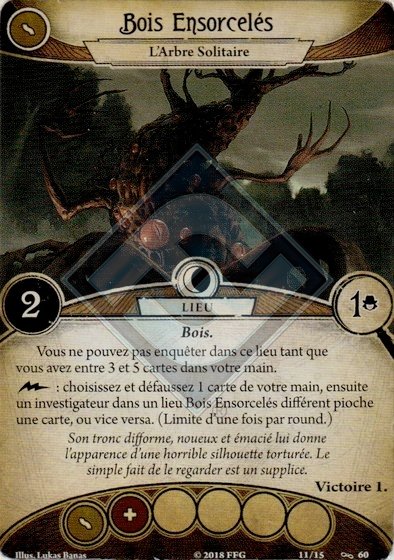 Bois Ensorcelés
L'Arbre Solitaire
2
LIEU
1
Bois.
Vous ne pouvez pas enquêter dans ce lieu tant que
vous avez entre 3 et 5 cartes dans votre main.
: choisissez et défaussez 1 carte de votre main, ensuite
un investigateur dans un lieu Bois Ensorcelés différent pioche
une carte, ou vice versa. (Limite d'une fois par round.)
Son tronc difforme, noueux et émacié lui donne
l'apparence d'une horrible silhouette torturée. Le
simple fait de le regarder est un supplice.
Victoire 1.
Illus. Lukas Banas
© 2018 FFG
11/15
60